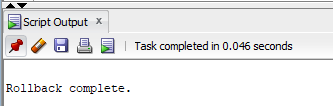 Script Output x
Task completed in 0.046 seconds
Rollback complete.